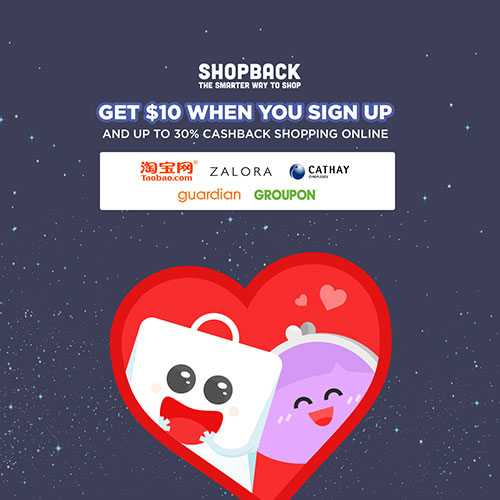 SHOPBACK
THE SMARTER WAY TO SHOP
GET $10 WHEN YOU SIGN UP
AND UP TO 30% CASHBACK SHOPPING ONLINE
淘宝网® ZALORA CATHAY
Taobao.com CINEPLEXES
guardian GROUPON